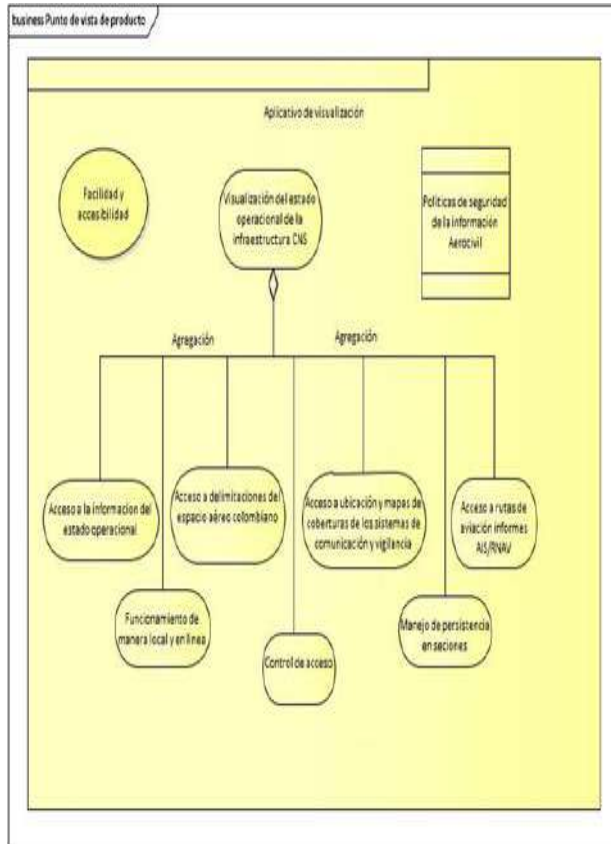 business Punto de vista de producto
Aplicativo de visualización
Facilidad y
accesibilidad
Visualización del estado
operacional de la
infraestructura CNS
Políticas de seguridad
de la información
Aerocivil
Agregación
Agregación
Acceso a la informacion del
estado operacional
Acceso a delimitaciones del
espacio aéreo colombiano
Acceso a ubicación y mapas de
coberturas de los sistemas de
comunicación y vigilancia
Acceso a rutas de
aviación informes
AIS/RNAV
Funcionamiento de
manera local y en linea
Control de acceso
Manejo de persistencia
en seciones